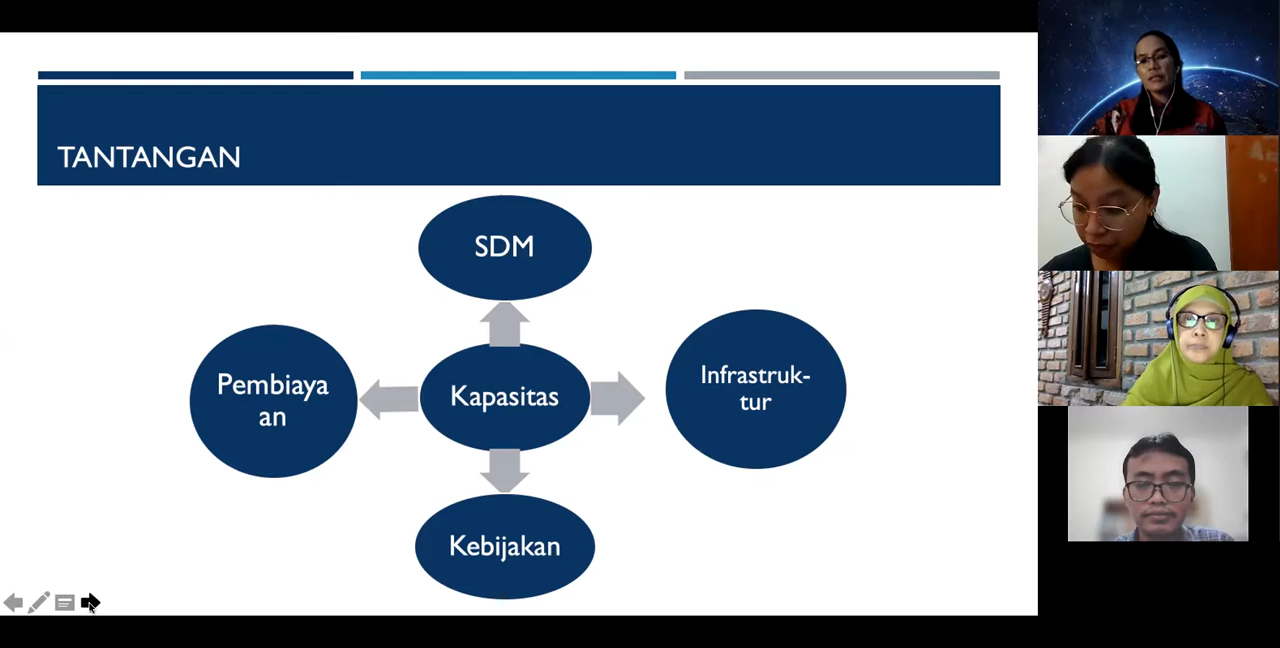 TANTANGAN
SDM
Pembiaya
an
Kapasitas
Infrastruk-
tur
Kebijakan